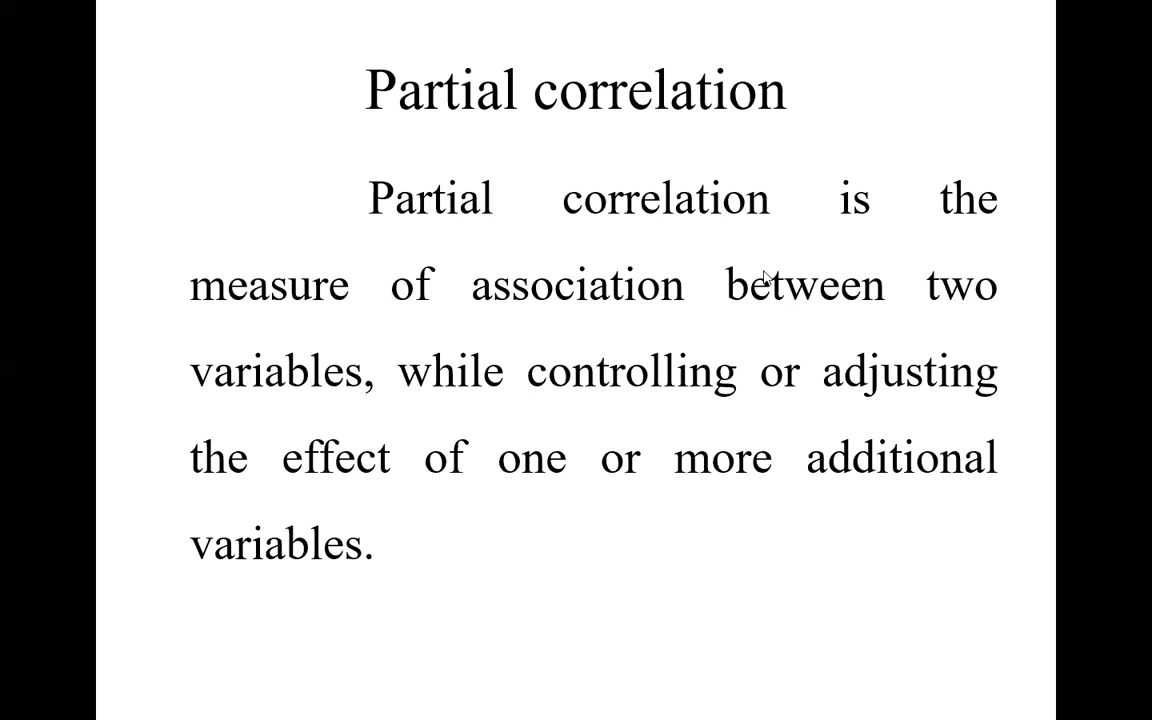 Partial correlation
Partial correlation is the
measure of association between two
variables, while controlling or adjusting
the effect of one or more additional
variables.